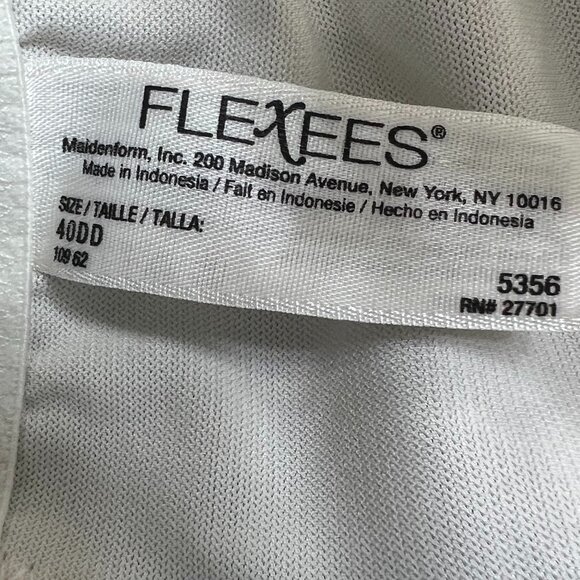 FLEXEES®
Maidenform, Inc. 200 Madison Avenue, New York, NY 10016
Made in Indonesia / Fait en Indonesie / Hecho en Indonesia
SIZE / TAILLE / TALLA:
40DD
109 62
5356
RN# 27701